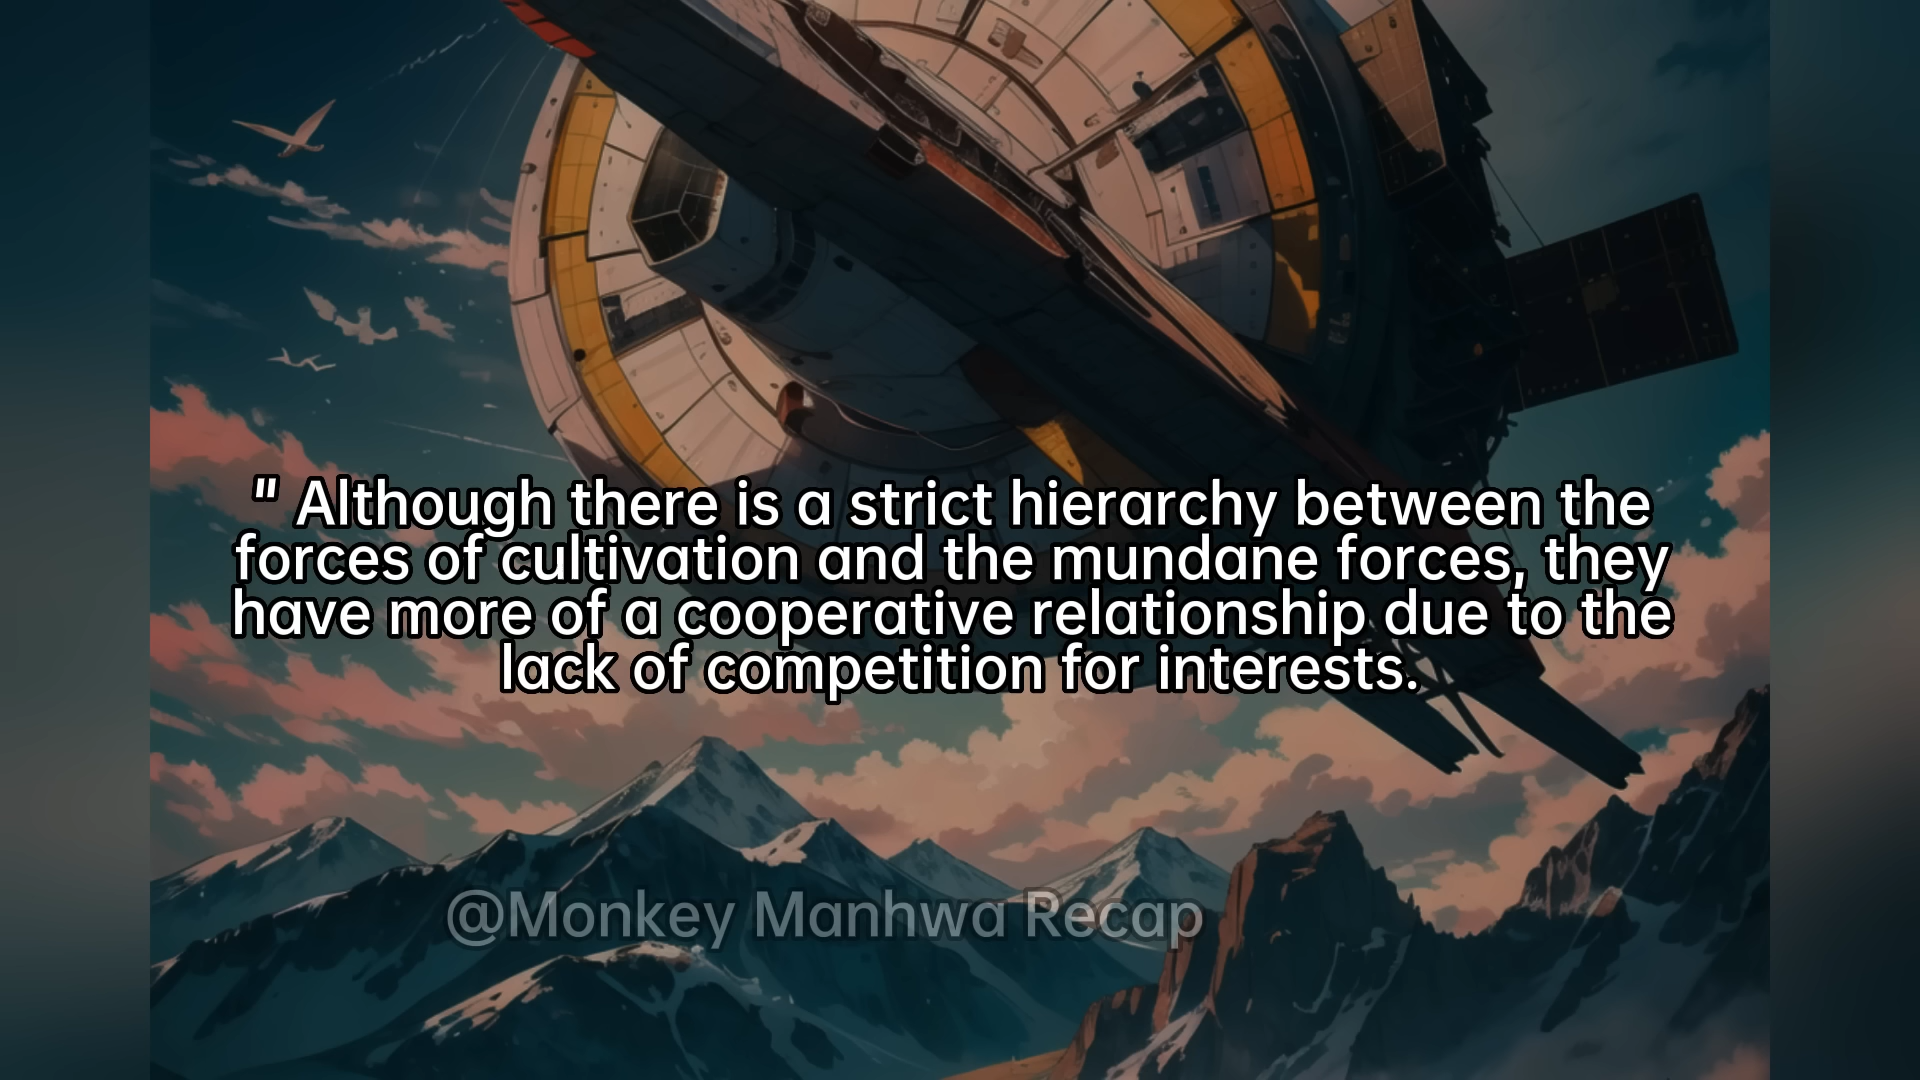 " Although there is a strict hierarchy between the
forces of cultivation and the mundane forces, they
have more of a cooperative relationship due to the
lack of competition for interests.
@Monkey Manhwa Recap